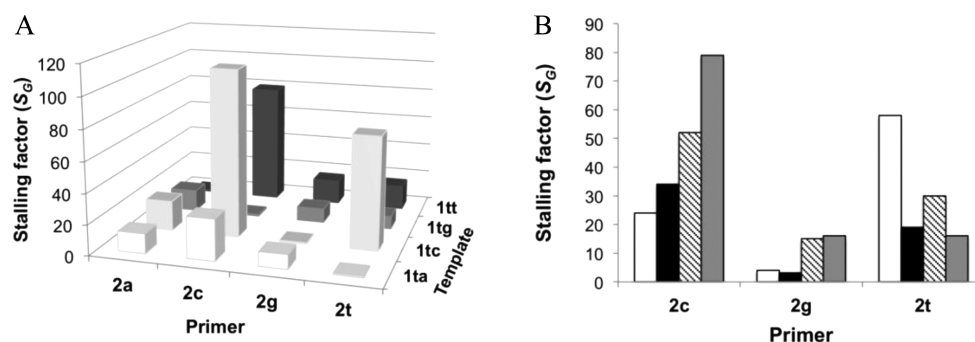 A
Stalling factor (SG)
120
100
80
60
40
20
0
2a
2c
2g
2t
Primer
1tt
1tg
1tc
1ta
Template
B
Stalling factor (SG)
90
80
70
60
50
40
30
20
10
0
2c
2g
2t
Primer